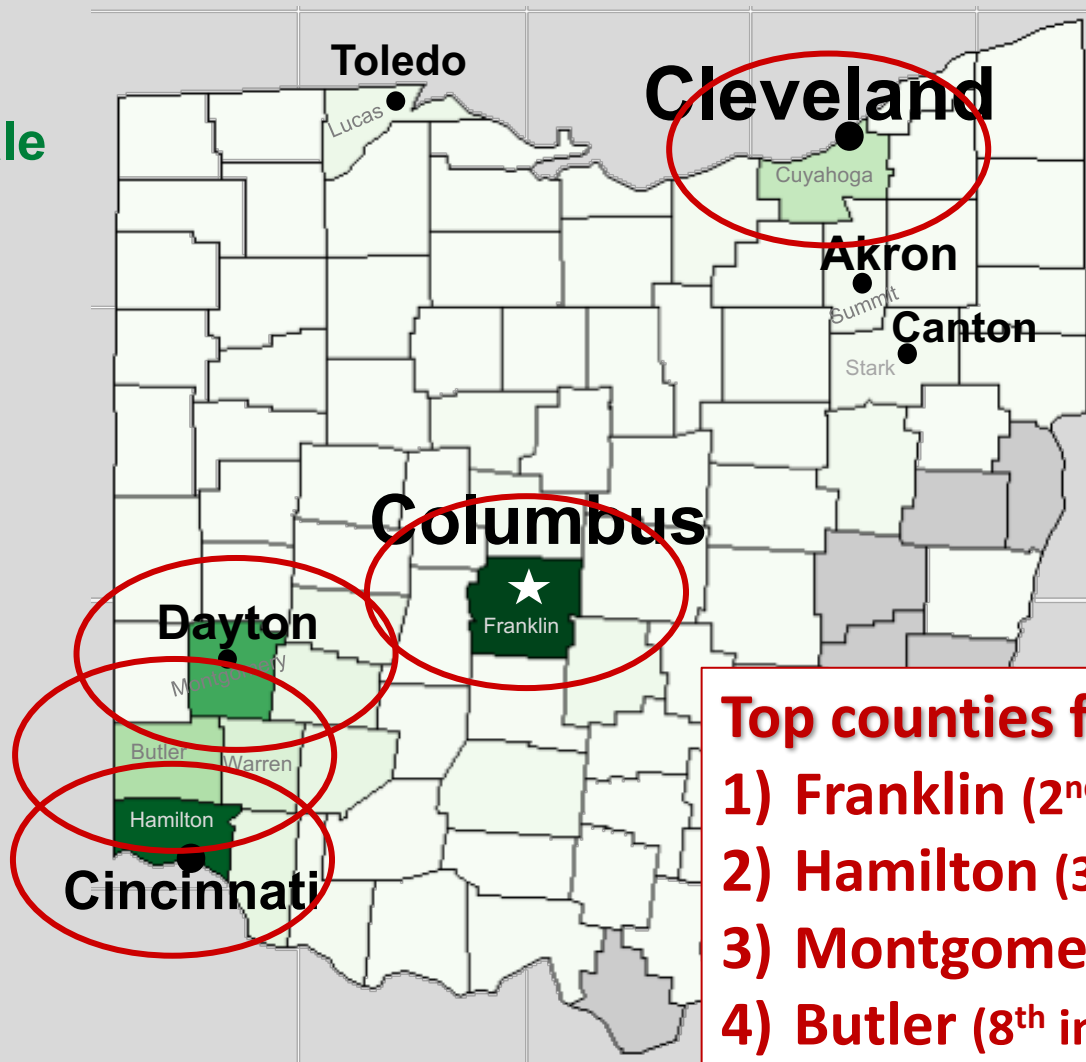 Toledo
Cleveland
le
Lucas
Cuyahoga
Akron
Summit
Canton
Stark
Columbus
Franklin
Dayton
Montgomery
Butler
Warren
Hamilton
Cincinnati
Top counties f
1) Franklin (2n
2) Hamilton (3
3) Montgome
4) Butler (8th in